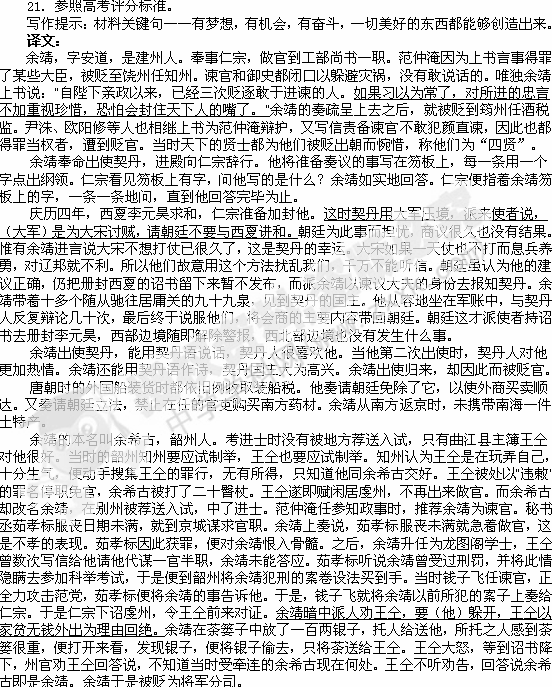 21. 参照高考评分标准。
写作提示：材料关键句——有梦想，有机会，有奋斗，一切美好的东西都能够创造出来。
译文：
余靖，字安道，是建州人。奉事仁宗，做官到工部尚书一职。范仲淹因为上书言事得罪
了某些大臣，被贬至饶州任知州。谏官和御史都闭口以躲避灾祸，没有敢说话的。唯独余靖
上书说："自陛下亲政以来，已经三次贬逐敢于进谏的人。如果习以为常了，对所进的忠言
不加重视珍惜，恐怕会封住天下人的嘴了。"余靖的奏疏呈上去之后，就被贬到筠州任酒税
监。尹洙、欧阳修等人也相继上书为范仲淹辩护，又写信责备谏官不敢犯颜直谏，因此也都
得罪当权者，遭到贬官。当时天下的贤士都为他们被贬出朝而惋惜，称他们为"四贤"。
余靖奉命出使契丹，进殿向仁宗辞行。他将准备奏议的事写在笏板上，每一条用一个
字点出纲领。仁宗看见笏板上有字，问他写的是什么？余靖如实地回答。仁宗便指着余靖笏
板上的字，一条一条地问，直到他回答完毕为止。
庆历四年，西夏李元昊求和，仁宗准备加封他。这时契丹用大军压境，派来使者说，
（大军）是为大宋讨贼，请朝廷不要与西夏讲和。朝廷为此事而担忧，商议很久也没有结果。
惟有余靖进言说大宋不想打仗已很久了，这是契丹的幸运。大宋如果一天仗也不打而息兵养
勇，对辽邦就不利。所以他们故意用这个方法扰乱我们，千万不能听信。朝廷虽认为他的建
议正确，仍把册封西夏的诏书留下来暂不发布，而派余靖以谏议大夫的身份去报知契丹。余
靖带着十多个随从驰往居庸关的九十九泉，见到契丹的国主。他从容地坐在军账中，与契丹
人反复辩论几十次，最后终于说服他们，将会商的主要内容带回朝廷。朝廷这才派使者持诏
书去册封李元昊，西部边境随即解除警报，西北部边境也没有发生什么事。
余靖出使契丹，能用契丹语说话，契丹人很喜欢他。当他第二次出使时，契丹人对他
更加热情。余靖还能用契丹语作诗，契丹国主大为高兴。余靖出使归来，却因此而被贬官。
唐朝时的外国船装货时都依旧例收取装船税。他奏请朝廷免除了它，以使外商买卖顺
达。又奏请朝廷立法，禁止在任的官吏购买南方药材。余靖从南方返京时，未携带南海一件
土特产。
余靖的本名叫余希古，韶州人。考进士时没有被地方荐送入试，只有曲江县主簿王仝
对他很好。当时的韶州知州要应试制举，王仝也要应试制举。知州认为王仝是在玩弄自己，
十分生气，便动手搜集王仝的罪行，无有所得，只知道他同余希古交好。王仝被处以"违敕"
的罪名停职免官，余希古被打了二十臀杖。王仝遂即赋闲居虔州，不再出来做官。而余希古
却改名余靖，在别州被荐送入试，中了进士。范仲淹任参知政事时，推荐余靖为谏官。秘书
丞茹孝标服丧日期未满，就到京城谋求官职。余靖上奏说，茹孝标服丧未满就急着做官，这
是不孝的表现。茹孝标因此获罪，便对余靖恨入骨髓。之后，余靖升任为龙图阁学士，王仝
曾数次写信给他请他代谋一官半职，余靖未能答应。茹孝标听说余靖曾受过刑罚，并将此情
隐瞒去参加科举考试，于是便到韶州将余靖犯刑的案卷设法买到手。当时钱子飞任谏官，正
全力攻击范党，茹孝标便将余靖的事告诉他。于是，钱子飞就将余靖以前所犯的案子上奏给
仁宗。于是仁宗下诏虔州，令王仝前来对证。余靖暗中派人劝王仝，要（他）躲开，王仝以
家贫无钱外出为理由回绝。余靖在茶篓子中放了一百两银子，托人给送他，所托之人感到茶
篓很重，便打开来看，发现银子，便将银子偷去，只将茶送给王仝。王仝大怒，等到诏书降
下，州官劝王仝回答说，不知道当时受牵连的余希古现在何处。王仝不听劝告，回答说余希
古即是余靖。余靖于是被贬为将军分司。